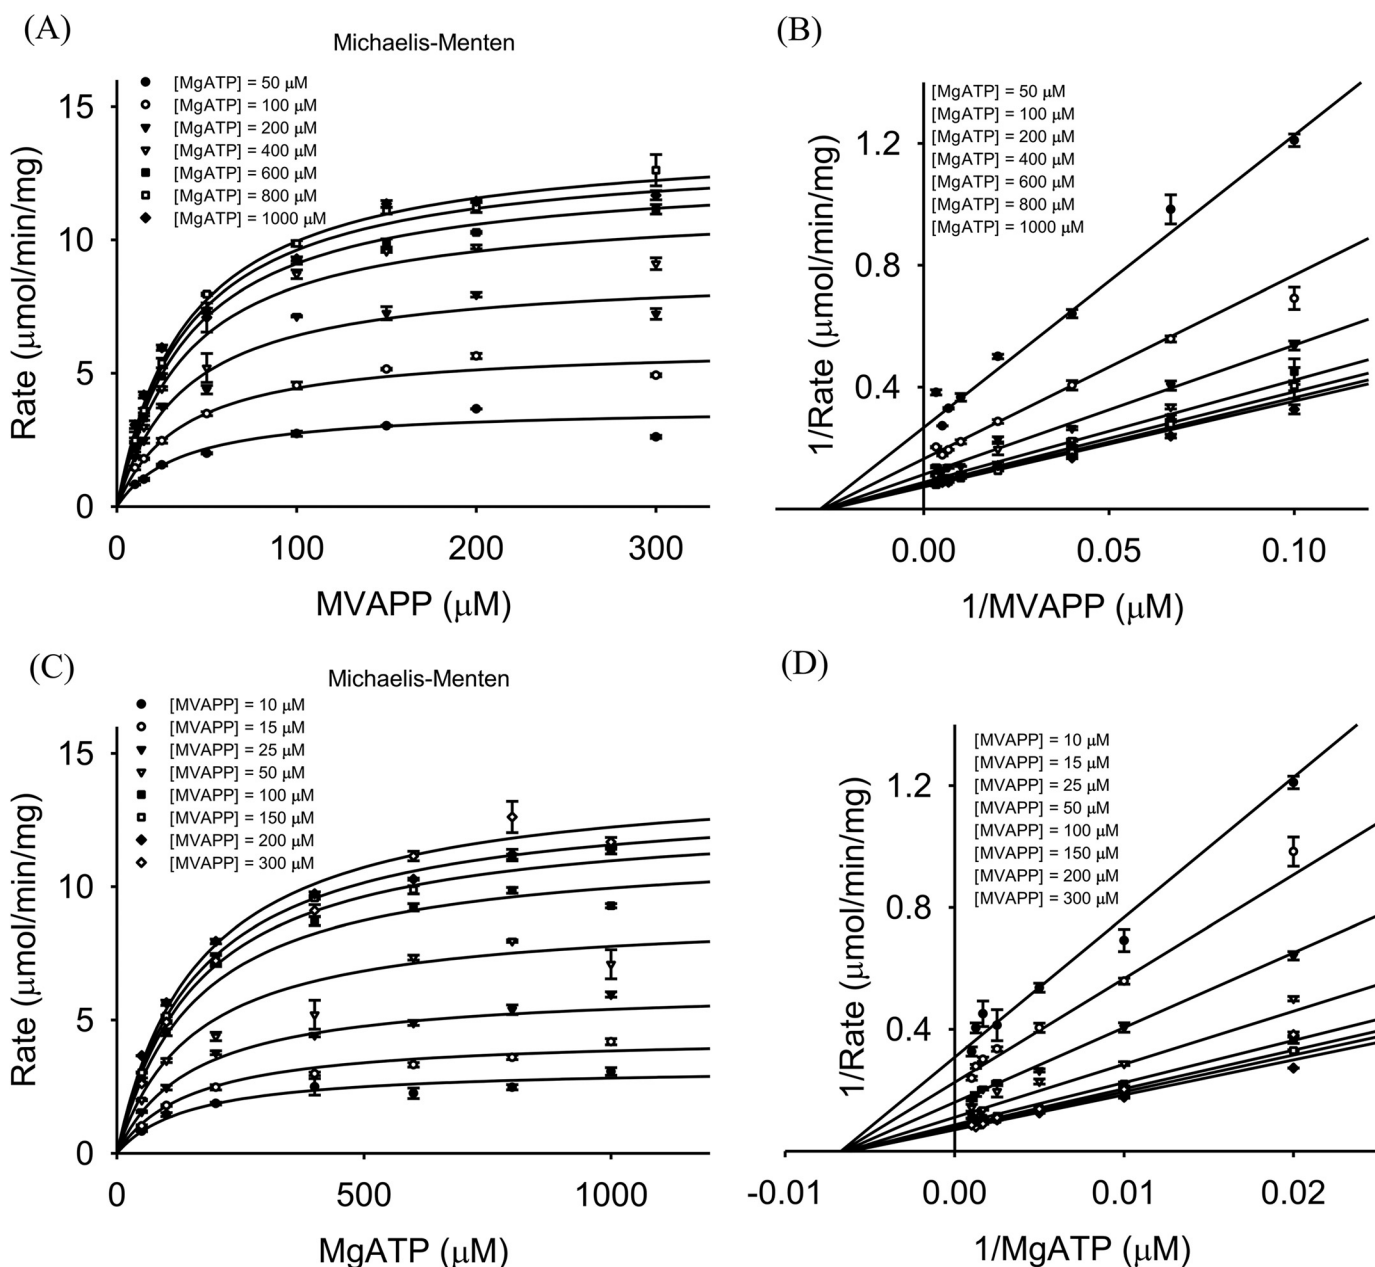 (A)
Michaelis-Menten
[MgATP] = 50 μM
[MgATP] = 100 μM
[MgATP] = 200 μM
[MgATP] = 400 μM
[MgATP] = 600 μM
[MgATP] = 800 μM
[MgATP] = 1000 μM
Rate (μmol/min/mg)
15
10
5
0
0 100 200 300
MVAPP (μM)
(B)
[MgATP] = 50 μM
[MgATP] = 100 μM
[MgATP] = 200 μM
[MgATP] = 400 μM
[MgATP] = 600 μM
[MgATP] = 800 μM
[MgATP] = 1000 μM
1/Rate (μmol/min/mg)
1.2
0.8
0.4
0.00 0.05 0.10
1/MVAPP (μM)
(C)
Michaelis-Menten
[MVAPP] = 10 μM
[MVAPP] = 15 μM
[MVAPP] = 25 μM
[MVAPP] = 50 μM
[MVAPP] = 100 μM
[MVAPP] = 150 μM
[MVAPP] = 200 μM
[MVAPP] = 300 μM
Rate (μmol/min/mg)
15
10
5
0
0 500 1000
MgATP (μM)
(D)
[MVAPP] = 10 μM
[MVAPP] = 15 μM
[MVAPP] = 25 μM
[MVAPP] = 50 μM
[MVAPP] = 100 μM
[MVAPP] = 150 μM
[MVAPP] = 200 μM
[MVAPP] = 300 μM
1/Rate (μmol/min/mg)
1.2
0.8
0.4
-0.01 0.00 0.01 0.02
1/MgATP (μM)